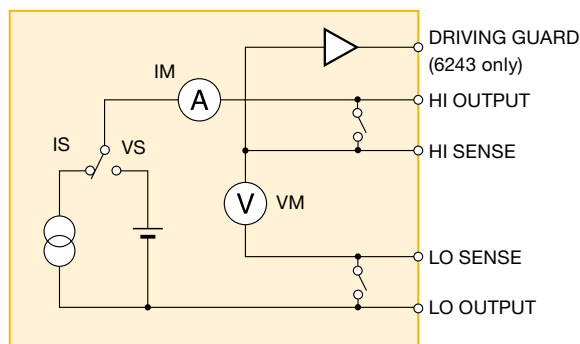 DRIVING GUARD
(6243 only)
IM
A
HI OUTPUT
IS
VS
HI SENSE
V
VM
LO SENSE
LO OUTPUT